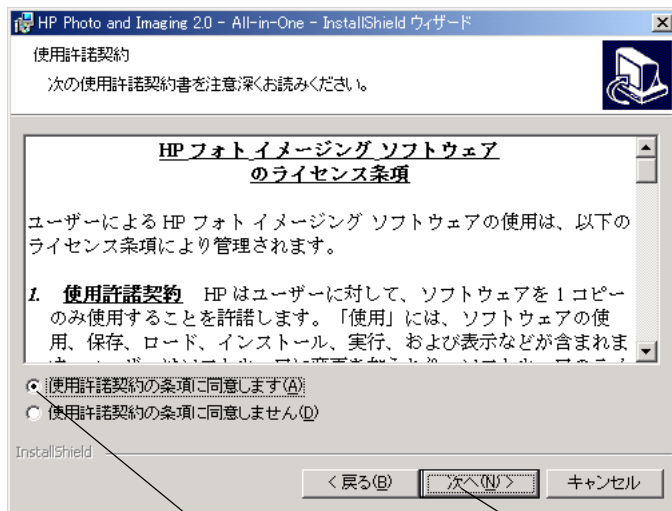 HP Photo and Imaging 2.0 - All-in-One - InstallShield ウィザード
使用許諾契約
次の使用許諾契約書を注意深くお読みください。
HP フォト イメージング ソフトウェア
のライセンス条項
ユーザーによる HP フォト イメージング ソフトウェアの使用は、以下の
ライセンス条項により管理されます。
1. 使用許諾契約 HP はユーザーに対して、ソフトウェアを 1 コピー
のみ使用することを許諾します。「使用」には、ソフトウェアの使
用、保存、ロード、インストール、実行、および表示などが含まれま
使用許諾契約の条項に同意します(A)
使用許諾契約の条項に同意しません(D)
InstallShield
< 戻る(B) 次へ(N) > キャンセル